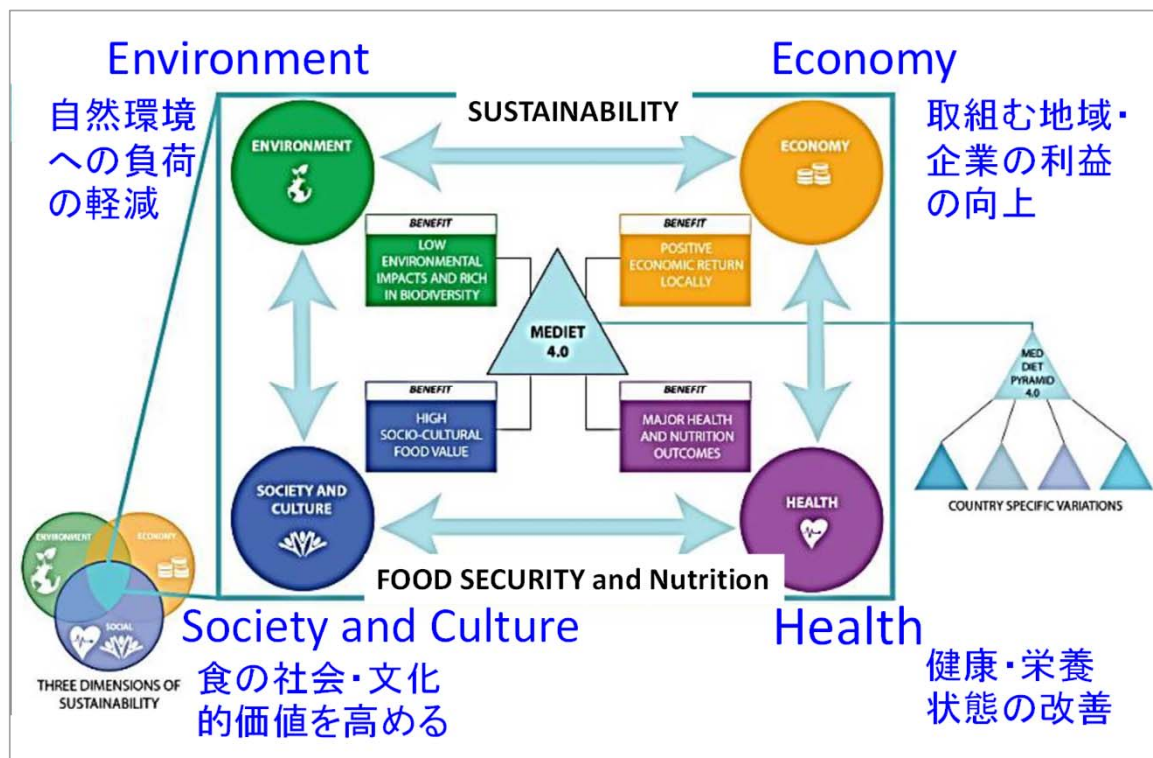 Environment
自然環境
への負荷
の軽減
Economy
取組む地域・
企業の利益
の向上
SUSTAINABILITY
ENVIRONMENT
ECONOMY
BENEFIT
LOW
ENVIRONMENTAL
IMPACTS AND RICH
IN BIODIVERSITY
BENEFIT
POSITIVE
ECONOMIC RETURN
LOCALLY
MEDIET
4.0
MED
DIET
PYRAMID
4.0
BENEFIT
HIGH
SOCIO-CULTURAL
FOOD VALUE
BENEFIT
MAJOR HEALTH
AND NUTRITION
OUTCOMES
SOCIETY AND
CULTURE
HEALTH
COUNTRY SPECIFIC VARIATIONS
FOOD SECURITY and Nutrition
ENVIRONMENT
ECONOMY
SOCIAL
THREE DIMENSIONS OF
SUSTAINABILITY
Society and Culture
食の社会・文化
的価値を高める
Health
健康・栄養
状態の改善